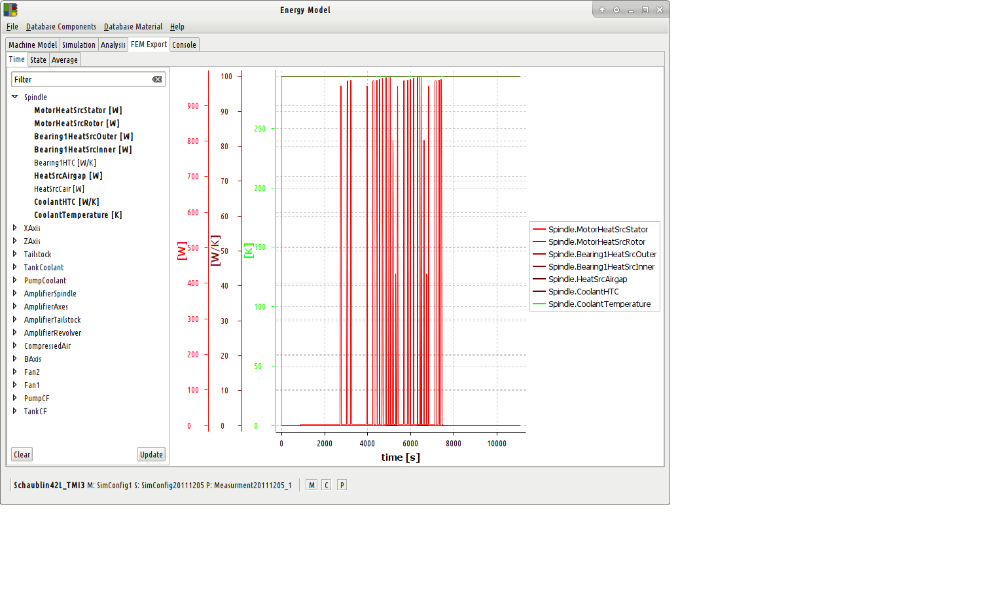 Energy Model
File Database Components Database Material Help
Machine Model Simulation Analysis FEM Export Console
Time State Average
Filter
Spindle
MotorHeatSrcStator [W]
MotorHeatSrcRotor [W]
Bearing1HeatSrcOuter [W]
Bearing1HeatSrcInner [W]
Bearing1HTC [W/K]
HeatSrcAirgap [W]
HeatSrcCair [W]
CoolantHTC [W/K]
CoolantTemperature [K]
XAxis
ZAxis
Tailstock
TankCoolant
PumpCoolant
AmplifierSpindle
AmplifierAxes
AmplifierTailstock
AmplifierRevolver
CompressedAir
BAxis
Fan2
Fan1
PumpCF
TankCF
Clear Update
[W]
900
800
700
600
500
400
300
200
100
0
[W/K]
100
90
80
70
60
50
40
30
20
10
0
[K]
250
200
150
100
50
0
0 2000 4000 6000 8000 10000
time [s]
Spindle.MotorHeatSrcStator
Spindle.MotorHeatSrcRotor
Spindle.Bearing1HeatSrcOuter
Spindle.Bearing1HeatSrcInner
Spindle.HeatSrcAirgap
Spindle.CoolantHTC
Spindle.CoolantTemperature
Schaublin42L_TMI3 M: SimConfig1 S: SimConfig20111205 P: Measurment20111205_1 M C P